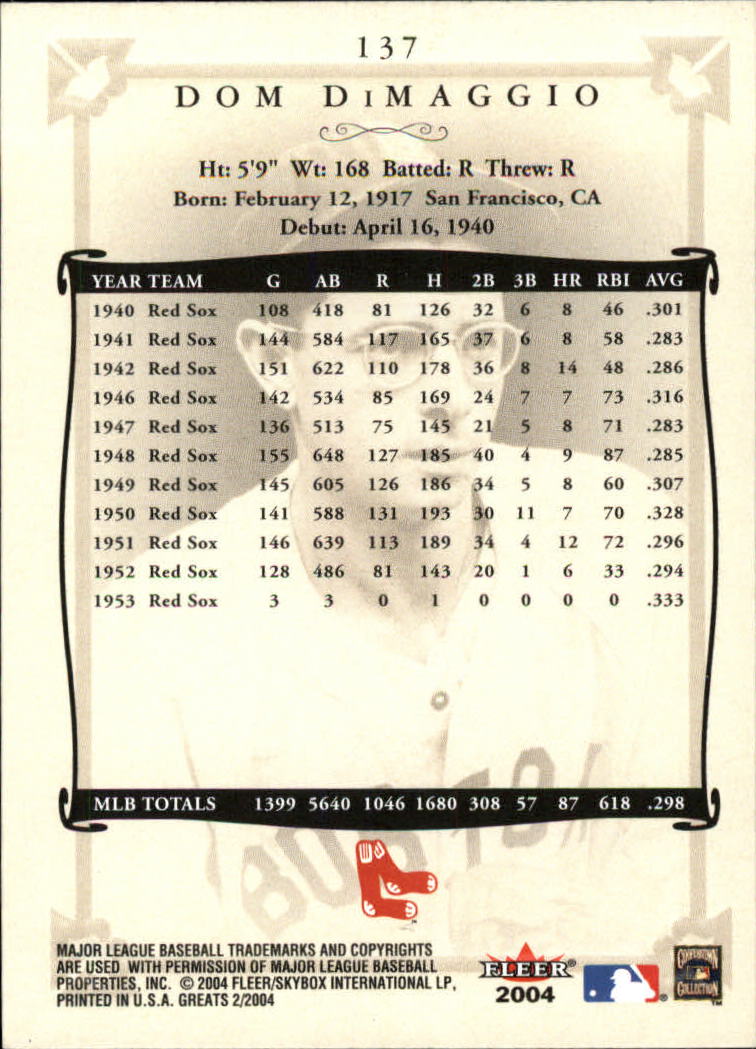 137
DOM DIMAGGIO
Ht: 5'9" Wt: 168 Batted: R Threw: R
Born: February 12, 1917 San Francisco, CA
Debut: April 16, 1940
YEAR TEAM G AB R H 2B 3B HR RBI AVG
1940 Red Sox 108 418 81 126 32 6 8 46 .301
1941 Red Sox 144 584 117 165 37 6 8 58 .283
1942 Red Sox 151 622 110 178 36 8 14 48 .286
1946 Red Sox 142 534 85 169 24 7 7 73 .316
1947 Red Sox 136 513 75 145 21 5 8 71 .283
1948 Red Sox 155 648 127 185 40 4 9 87 .285
1949 Red Sox 145 605 126 186 34 5 8 60 .307
1950 Red Sox 141 588 131 193 30 11 7 70 .328
1951 Red Sox 146 639 113 189 34 4 12 72 .296
1952 Red Sox 128 486 81 143 20 1 6 33 .294
1953 Red Sox 3 3 0 1 0 0 0 0 .333
MLB TOTALS 1399 5640 1046 1680 308 57 87 618 .298
BOSTON
MAJOR LEAGUE BASEBALL TRADEMARKS AND COPYRIGHTS
ARE USED WITH PERMISSION OF MAJOR LEAGUE BASEBALL
PROPERTIES, INC. © 2004 FLEER/SKYBOX INTERNATIONAL LP,
PRINTED IN U.S.A. GREATS 2/2004
FLEER®
2004
COOPERSTOWN
COLLECTION